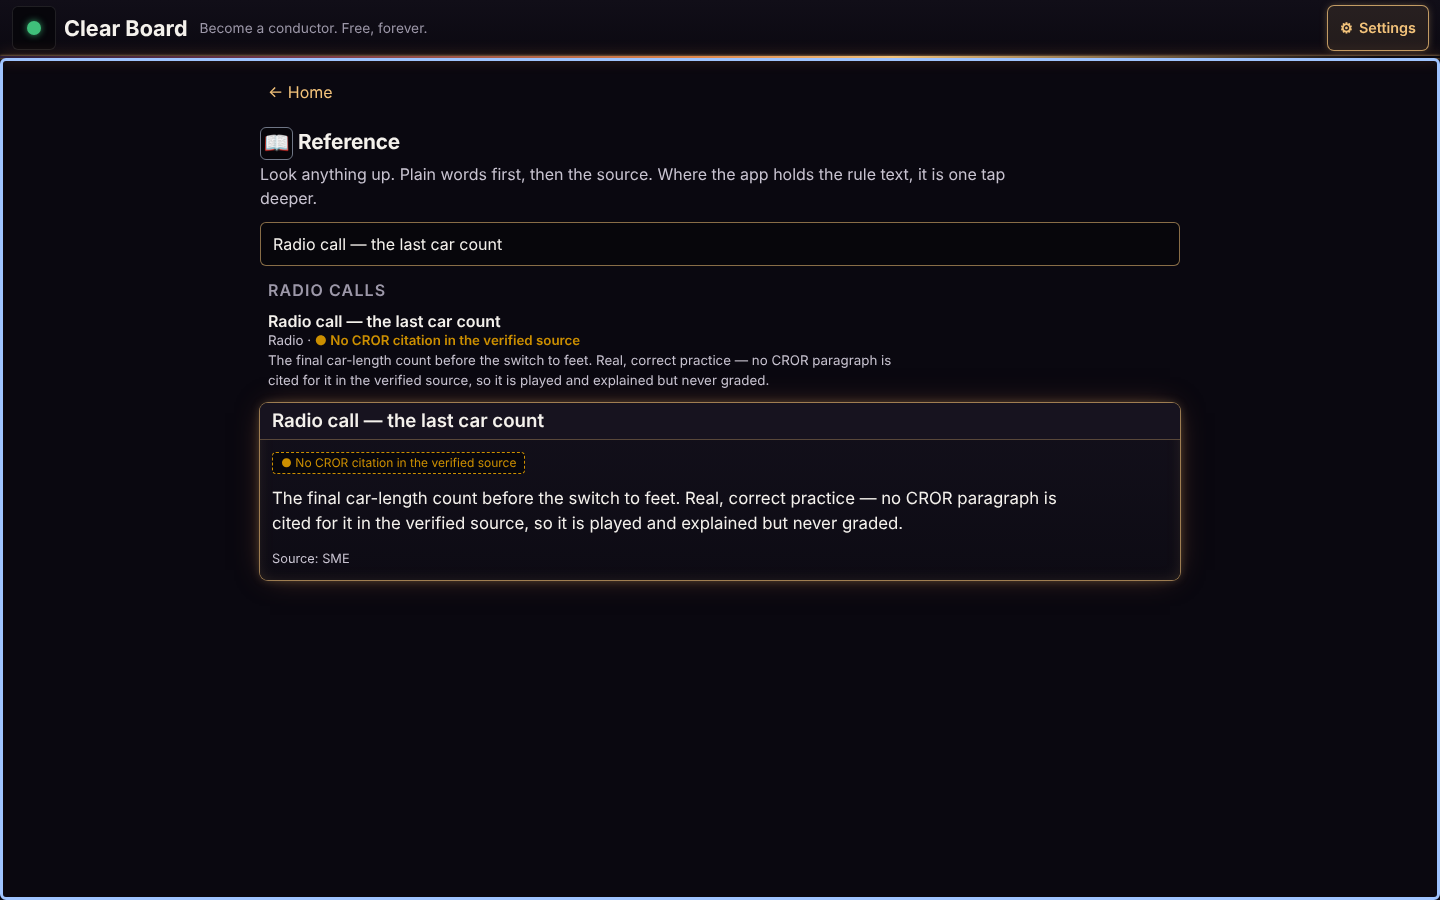 Clear Board
Become a conductor. Free, forever.
⚙ Settings
← Home
📖 Reference
Look anything up. Plain words first, then the source. Where the app holds the rule text, it is one tap
deeper.
Radio call — the last car count
RADIO CALLS
Radio call — the last car count
Radio · ● No CROR citation in the verified source
The final car-length count before the switch to feet. Real, correct practice — no CROR paragraph is
cited for it in the verified source, so it is played and explained but never graded.
Radio call — the last car count
● No CROR citation in the verified source
The final car-length count before the switch to feet. Real, correct practice — no CROR paragraph is
cited for it in the verified source, so it is played and explained but never graded.
Source: SME